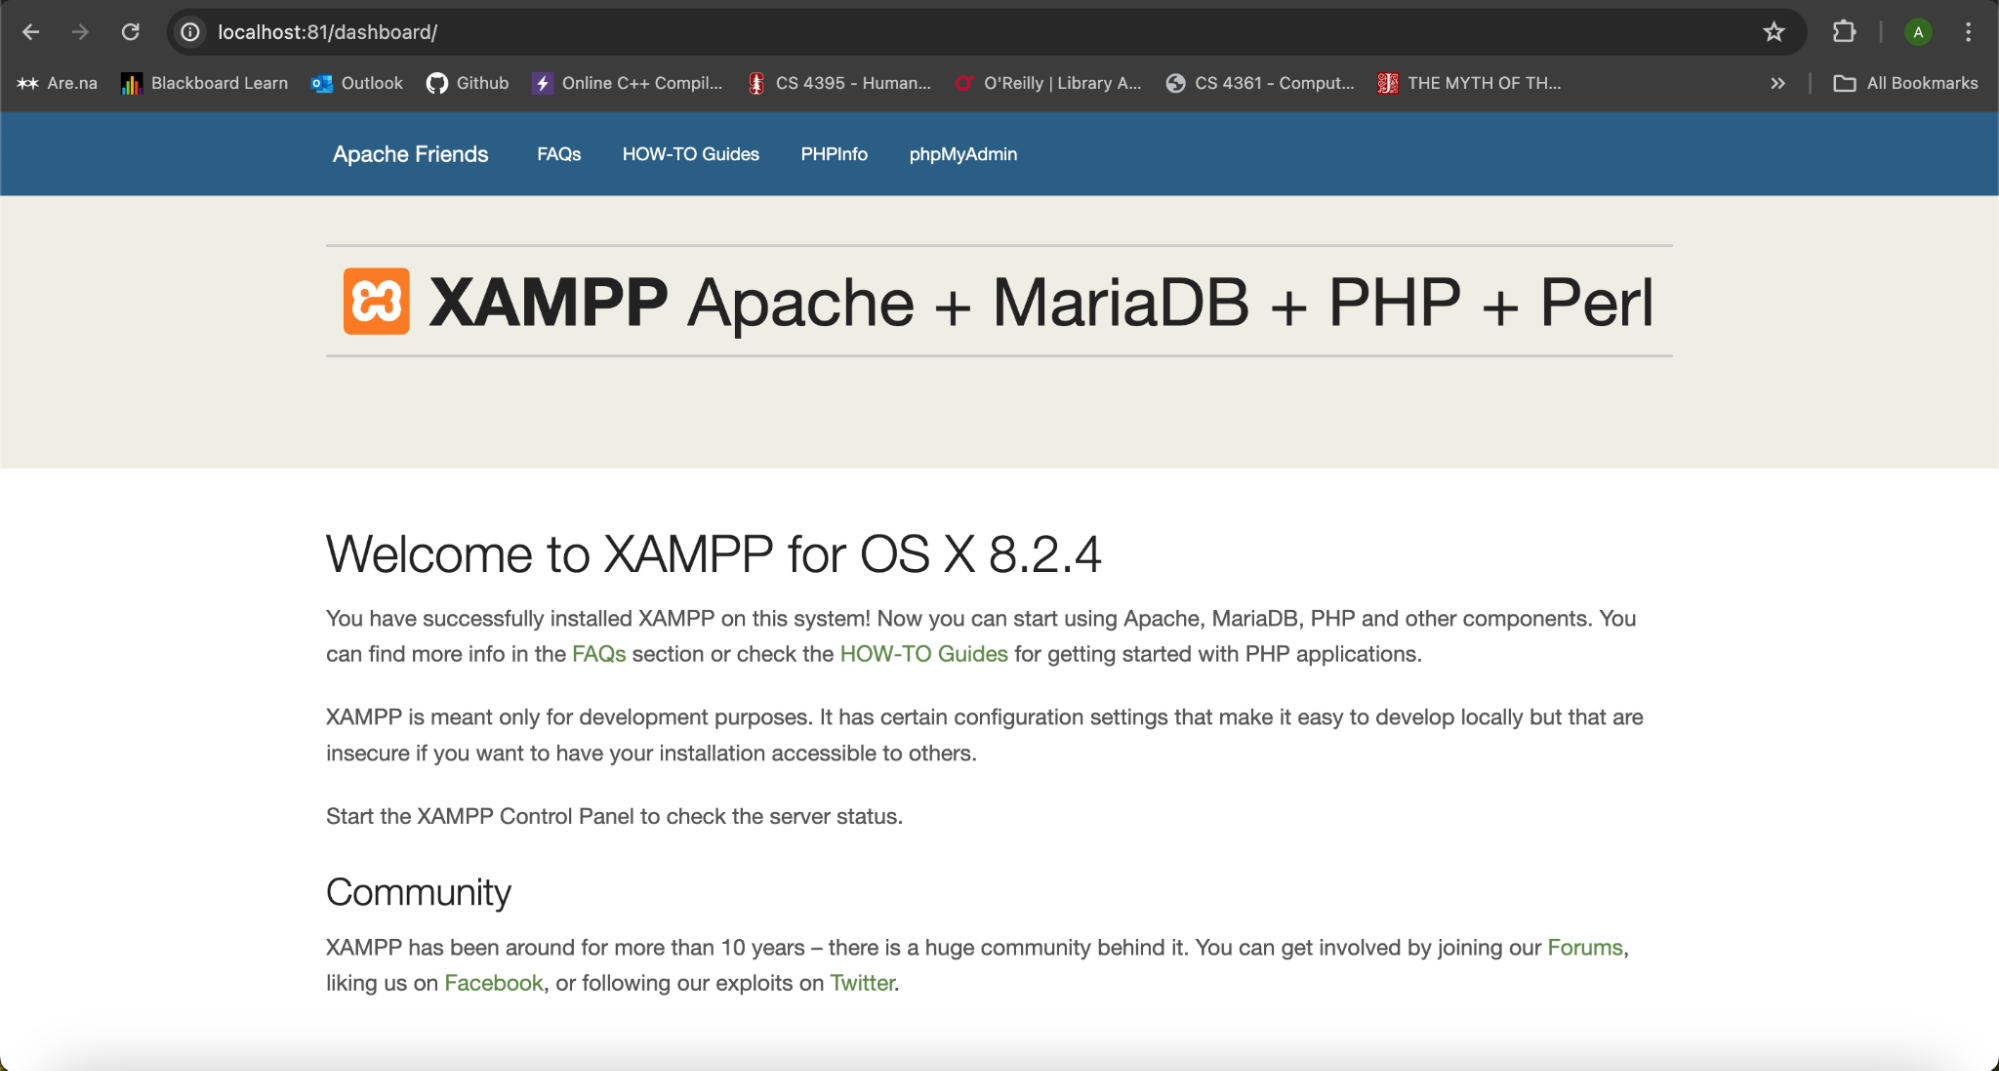 localhost:81/dashboard/
A
Are.na Blackboard Learn Outlook Github Online C++ Compil... CS 4395 - Human... O'Reilly | Library A... CS 4361 - Comput... THE MYTH OF TH... » All Bookmarks
Apache Friends FAQs HOW-TO Guides PHPInfo phpMyAdmin
XAMPP Apache + MariaDB + PHP + Perl
Welcome to XAMPP for OS X 8.2.4
You have successfully installed XAMPP on this system! Now you can start using Apache, MariaDB, PHP and other components. You
can find more info in the FAQs section or check the HOW-TO Guides for getting started with PHP applications.
XAMPP is meant only for development purposes. It has certain configuration settings that make it easy to develop locally but that are
insecure if you want to have your installation accessible to others.
Start the XAMPP Control Panel to check the server status.
Community
XAMPP has been around for more than 10 years – there is a huge community behind it. You can get involved by joining our Forums,
liking us on Facebook, or following our exploits on Twitter.